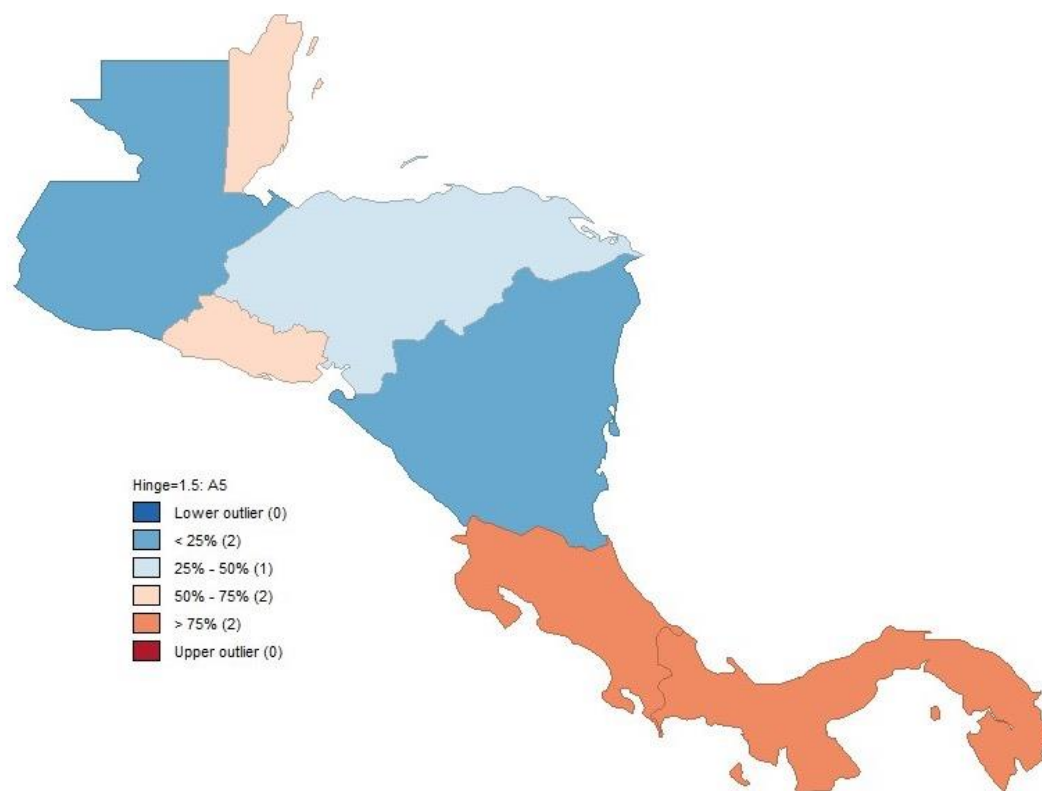 Hinge=1.5: A5
Lower outlier (0)
< 25% (2)
25% - 50% (1)
50% - 75% (2)
> 75% (2)
Upper outlier (0)